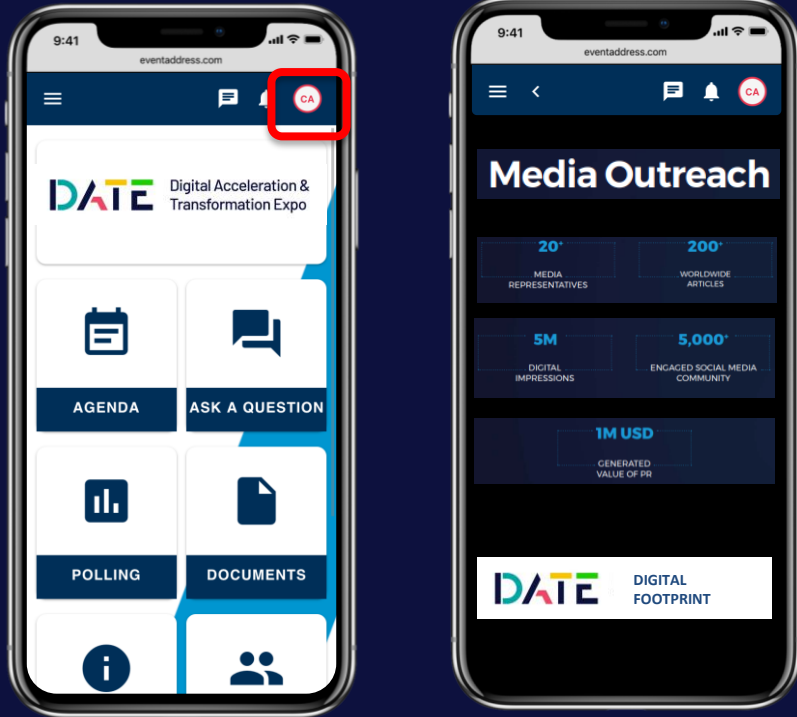 9:41
eventaddress.com
CA
DATE
Digital Acceleration &
Transformation Expo
AGENDA
ASK A QUESTION
POLLING
DOCUMENTS
9:41
eventaddress.com
CA
Media Outreach
20+
MEDIA
REPRESENTATIVES
200+
WORLDWIDE
ARTICLES
5M
DIGITAL
IMPRESSIONS
5,000+
ENGAGED SOCIAL MEDIA
COMMUNITY
1M USD
GENERATED
VALUE OF PR
DATE
DIGITAL
FOOTPRINT